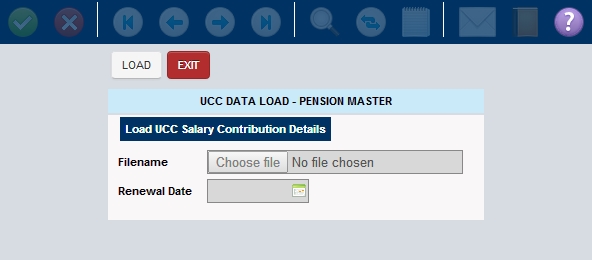 ?
LOAD EXIT
UCC DATA LOAD - PENSION MASTER
Load UCC Salary Contribution Details
Filename Choose file No file chosen
Renewal Date